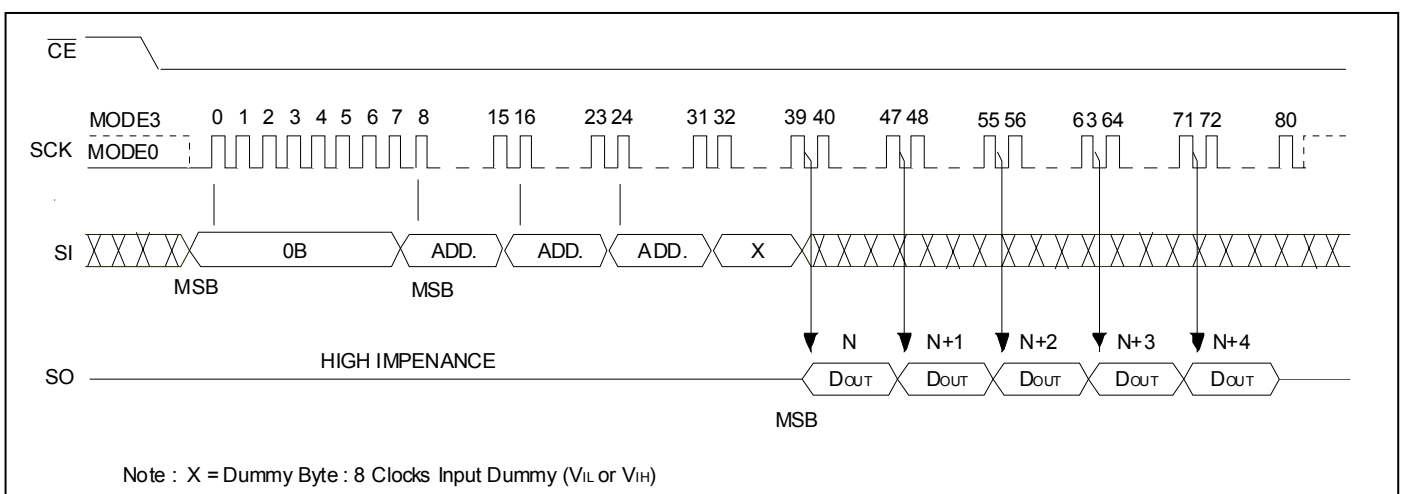 CE
MODE3 0 1 2 3 4 5 6 7 8 15 16 23 24 31 32 39 40 47 48 55 56 63 64 71 72 80
SCK MODE0
SI 0B ADD. ADD. ADD. X
MSB MSB
N N+1 N+2 N+3 N+4
HIGH IMPENANCE
SO DOUT DOUT DOUT DOUT DOUT
MSB
Note : X = Dummy Byte : 8 Clocks Input Dummy (VIL or VIH)